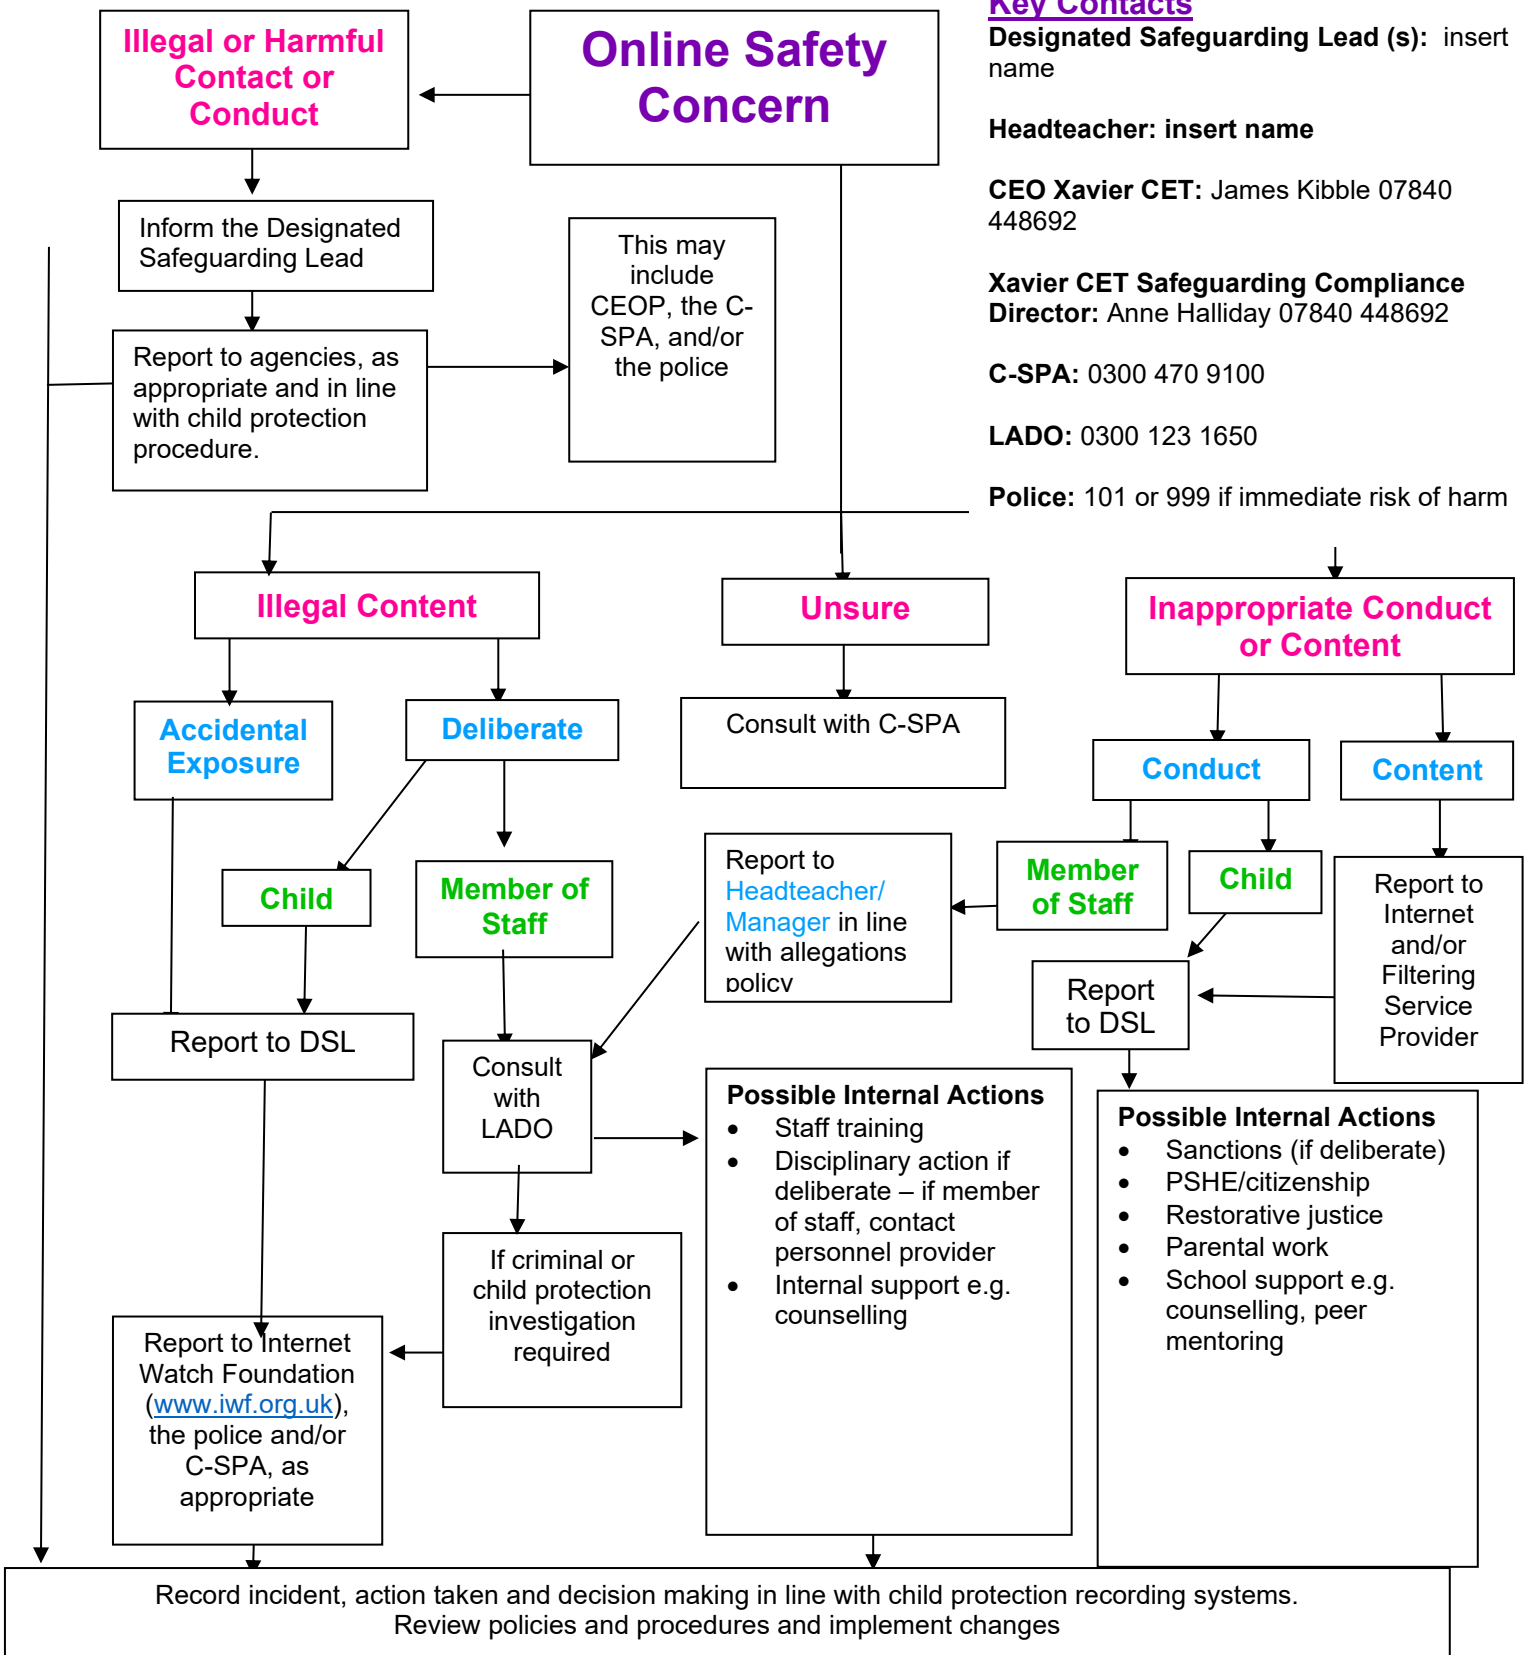 Illegal or Harmful
Contact or
Conduct
Online Safety
Concern
Key Contacts
Designated Safeguarding Lead (s): insert
name
Headteacher: insert name
CEO Xavier CET: James Kibble 07840
448692
Xavier CET Safeguarding Compliance
Director: Anne Halliday 07840 448692
C-SPA: 0300 470 9100
LADO: 0300 123 1650
Police: 101 or 999 if immediate risk of harm
Inform the Designated
Safeguarding Lead
This may
include
CEOP, the C-
SPA, and/or
the police
Report to agencies, as
appropriate and in line
with child protection
procedure.
Illegal Content
Unsure
Inappropriate Conduct
or Content
Accidental
Exposure
Deliberate
Consult with C-SPA
Conduct
Content
Child
Member of
Staff
Report to
Headteacher/
Manager in line
with allegations
policy
Member
of Staff
Child
Report to
Internet
and/or
Filtering
Service
Provider
Report to DSL
Consult
with
LADO
Report
to DSL
Possible Internal Actions
• Staff training
• Disciplinary action if
deliberate – if member
of staff, contact
personnel provider
• Internal support e.g.
counselling
Possible Internal Actions
• Sanctions (if deliberate)
• PSHE/citizenship
• Restorative justice
• Parental work
• School support e.g.
counselling, peer
mentoring
If criminal or
child protection
investigation
required
Report to Internet
Watch Foundation
(www.iwf.org.uk),
the police and/or
C-SPA, as
appropriate
Record incident, action taken and decision making in line with child protection recording systems.
Review policies and procedures and implement changes